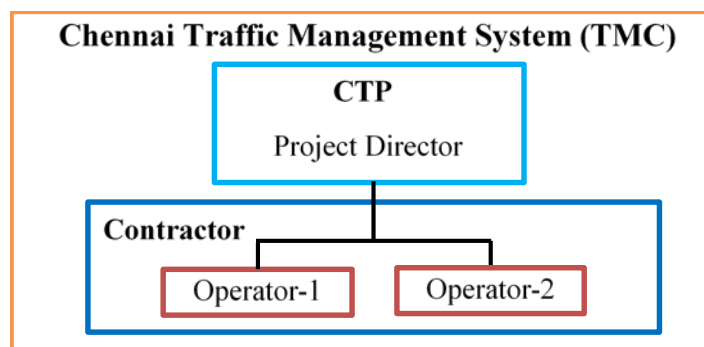 Chennai Traffic Management System (TMC)
CTP
Project Director
Contractor
Operator-1
Operator-2